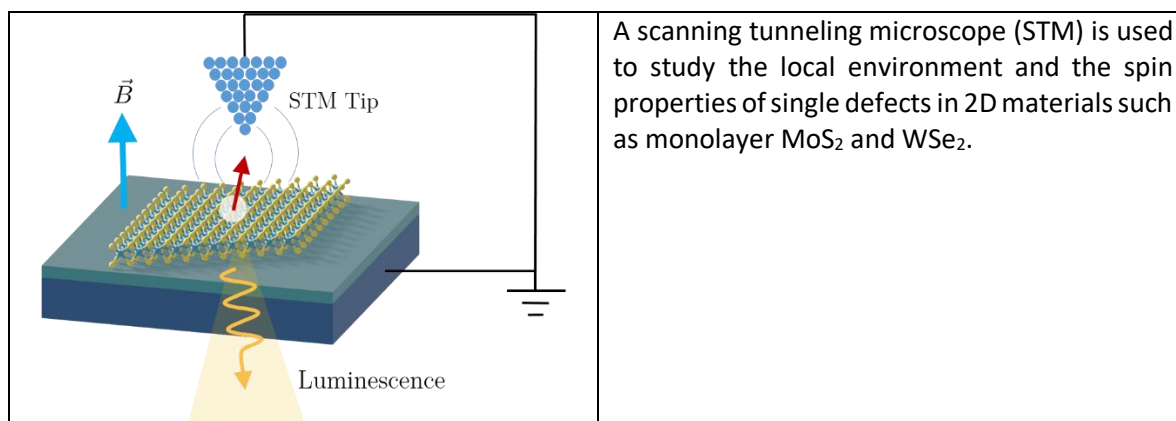 B
STM Tip
Luminescence
A scanning tunneling microscope (STM) is used
to study the local environment and the spin
properties of single defects in 2D materials such
as monolayer MoS₂ and WSe₂.